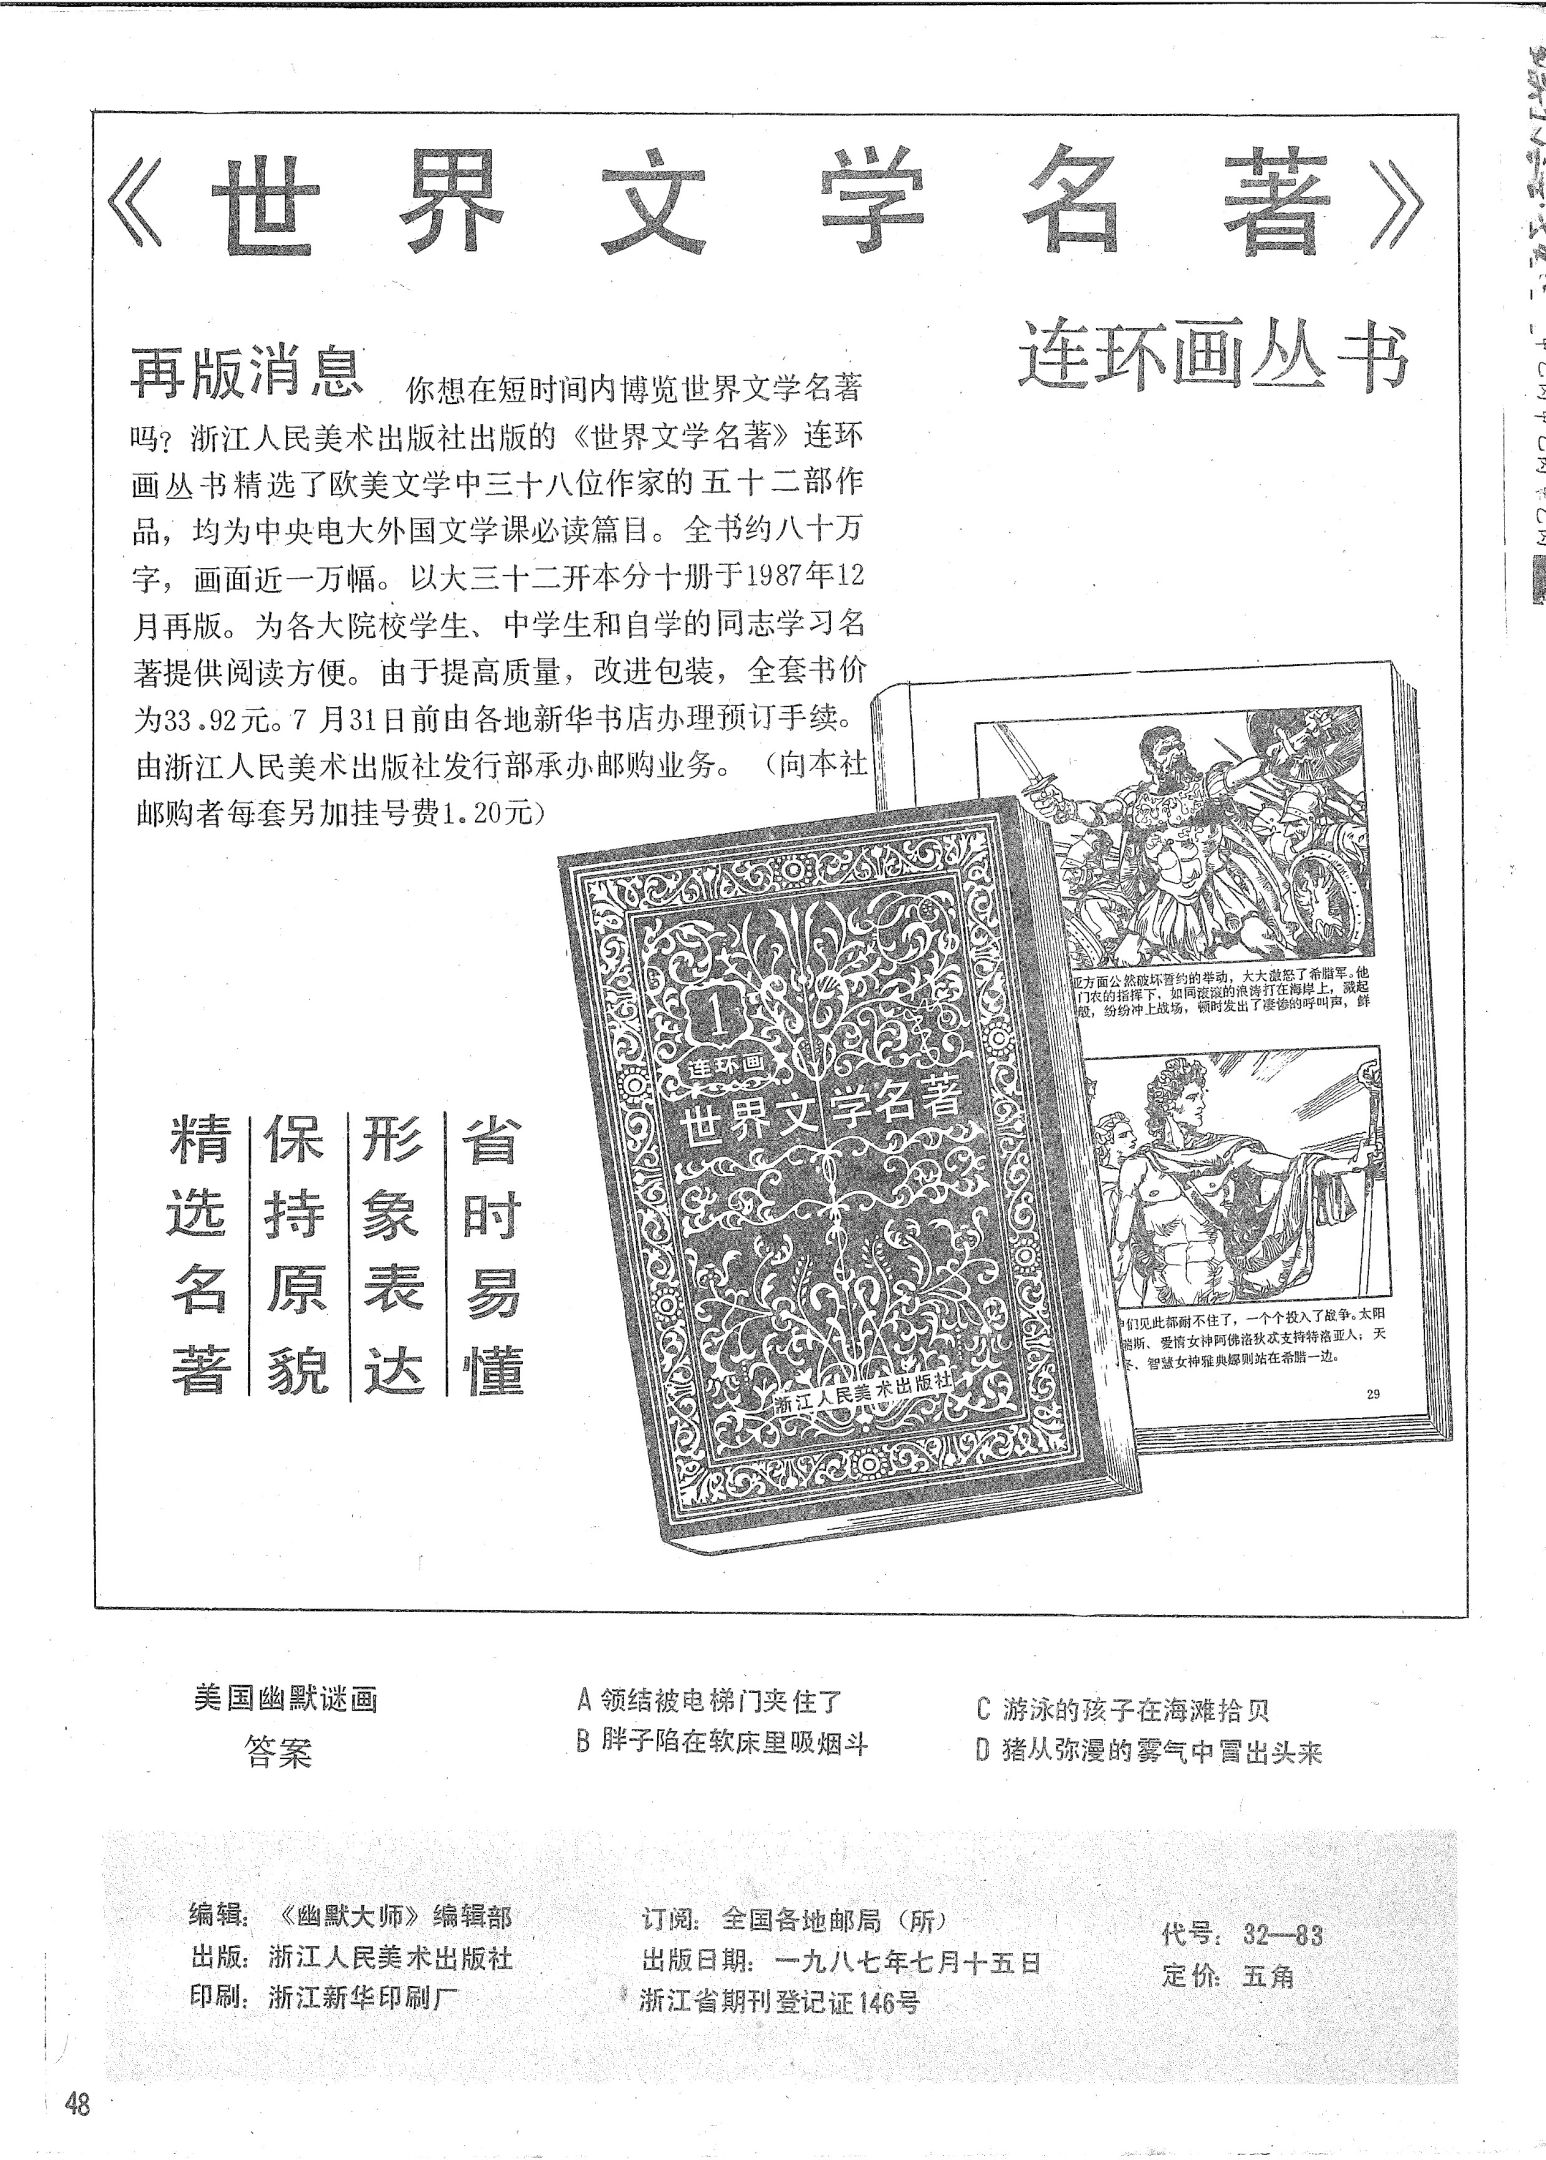 《世界文学名著》
连环画丛书
再版消息 你想在短时间内博览世界文学名著
吗？浙江人民美术出版社出版的《世界文学名著》连环
画丛书精选了欧美文学中三十八位作家的五十二部作
品，均为中央电大外国文学课必读篇目。全书约八十万
字，画面近一万幅。以大三十二开本分十册于1987年12
月再版。为各大院校学生、中学生和自学的同志学习名
著提供阅读方便。由于提高质量，改进包装，全套书价
为33.92元。7月31日前由各地新华书店办理预订手续。
由浙江人民美术出版社发行部承办邮购业务。（向本社
邮购者每套另加挂号费1.20元）
精选名著
保持原貌
形象表达
省时易懂
1
连环画
世界文学名著
浙江人民美术出版社
亚方面公然破坏誓约的举动，大大激怒了希腊军。他
门农的指挥下，如同滚滚的浪涛打在海岸上，溅起
般，纷纷冲上战场，顿时发出了凄惨的呼叫声，鲜
们见此都耐不住了，一个个投入了战争。太阳
瑞斯、爱情女神阿佛洛狄忒支持特洛亚人；天
、智慧女神雅典娜则站在希腊一边。
29
美国幽默谜画
答案
A 领结被电梯门夹住了
B 胖子陷在软床里吸烟斗
C 游泳的孩子在海滩拾贝
D 猪从弥漫的雾气中冒出头来
编辑：《幽默大师》编辑部
出版：浙江人民美术出版社
印刷：浙江新华印刷厂
订阅：全国各地邮局（所）
出版日期：一九八七年七月十五日
浙江省期刊登记证146号
代号：32—83
定价：五角
48